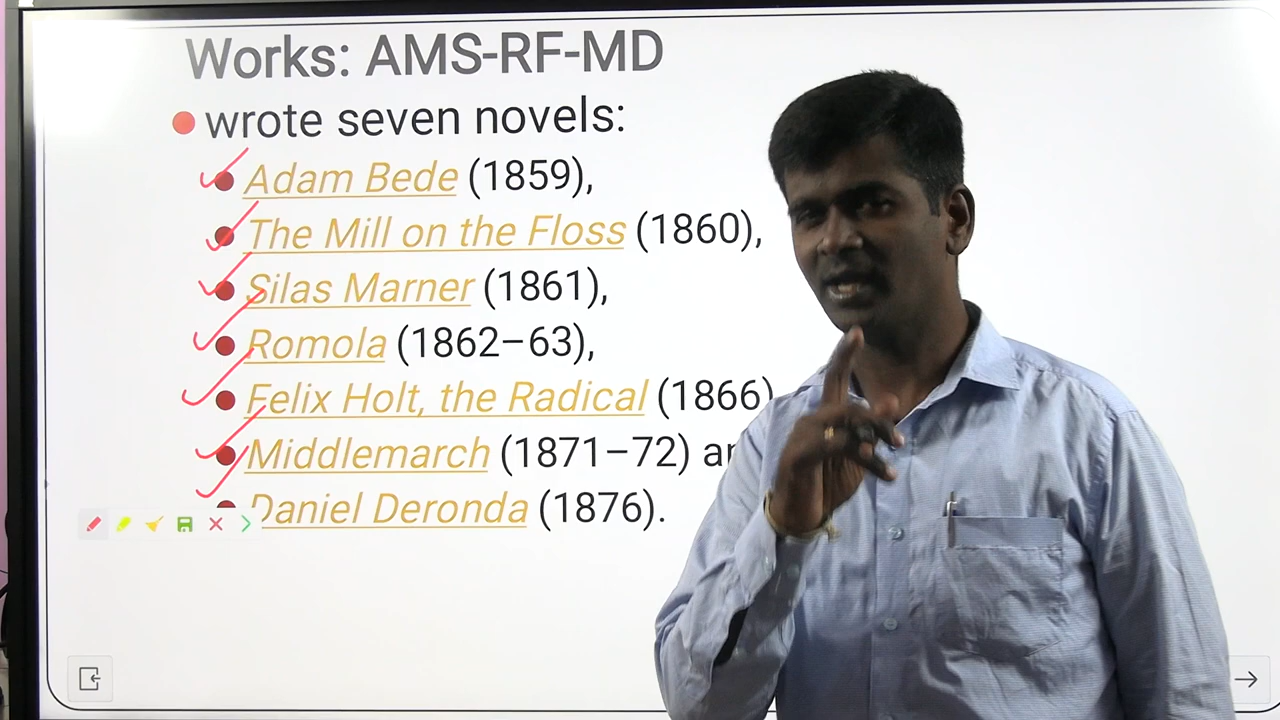 Works: AMS-RF-MD
wrote seven novels:
Adam Bede (1859),
The Mill on the Floss (1860),
Silas Marner (1861),
Romola (1862–63),
Felix Holt, the Radical (1866)
Middlemarch (1871–72)
Daniel Deronda (1876).